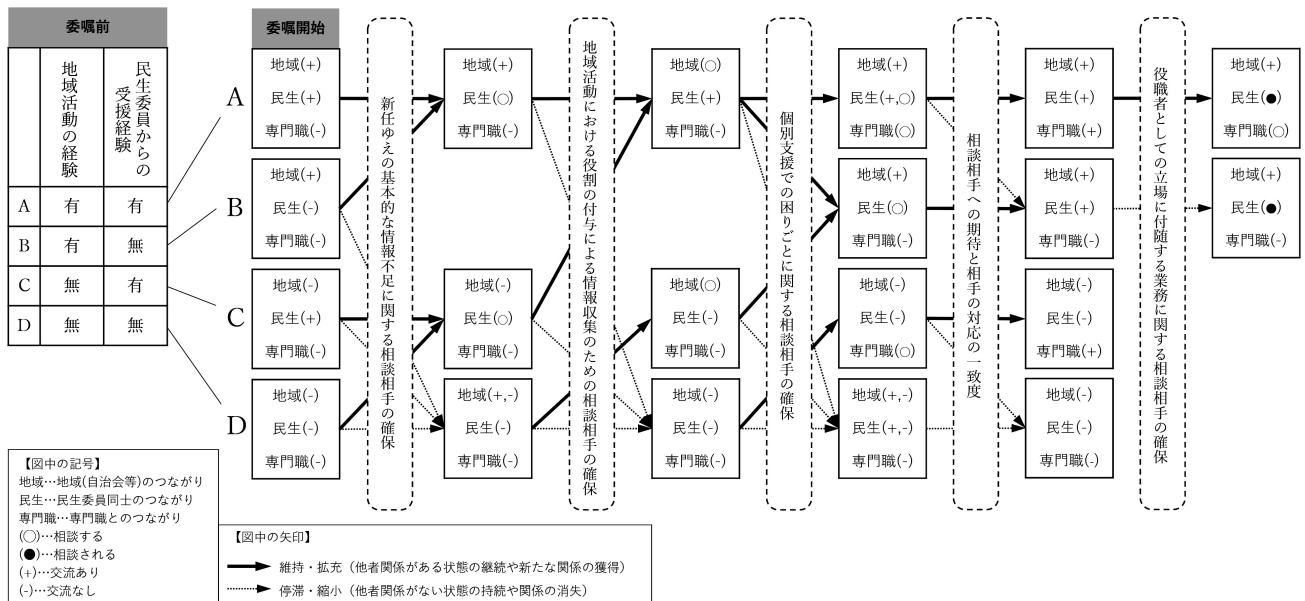 委嘱前
地域活動の経験
民生委員からの
受援経験
A 有 有
B 有 無
C 無 有
D 無 無
委嘱開始
A
地域(+)
民生(+)
専門職(-)
B
地域(+)
民生(-)
専門職(-)
C
地域(-)
民生(+)
専門職(-)
D
地域(-)
民生(-)
専門職(-)
新任ゆえの基本的な情報不足に関する相談相手の確保
地域(+)
民生(○)
専門職(-)
地域(-)
民生(○)
専門職(-)
地域(+,-)
民生(-)
専門職(-)
地域活動における役割の付与による情報収集のための相談相手の確保
地域(○)
民生(+)
専門職(-)
地域(○)
民生(-)
専門職(-)
地域(-)
民生(-)
専門職(-)
個別支援での困りごとに関する相談相手の確保
地域(+)
民生(+,○)
専門職(○)
地域(+)
民生(○)
専門職(-)
地域(-)
民生(-)
専門職(○)
地域(+,-)
民生(+,-)
専門職(-)
相談相手への期待と相手の対応の一致度
地域(+)
民生(+)
専門職(+)
地域(+)
民生(+)
専門職(-)
地域(-)
民生(-)
専門職(+)
地域(-)
民生(-)
専門職(-)
役職者としての立場に付随する業務に関する相談相手の確保
地域(+)
民生(●)
専門職(○)
地域(+)
民生(●)
専門職(-)
【図中の記号】
地域…地域(自治会等)のつながり
民生…民生委員同士のつながり
専門職…専門職とのつながり
(○)…相談する
(●)…相談される
(+)…交流あり
(-)…交流なし
【図中の矢印】
維持・拡充（他者関係がある状態の継続や新たな関係の獲得）
停滞・縮小（他者関係がない状態の持続や関係の消失）